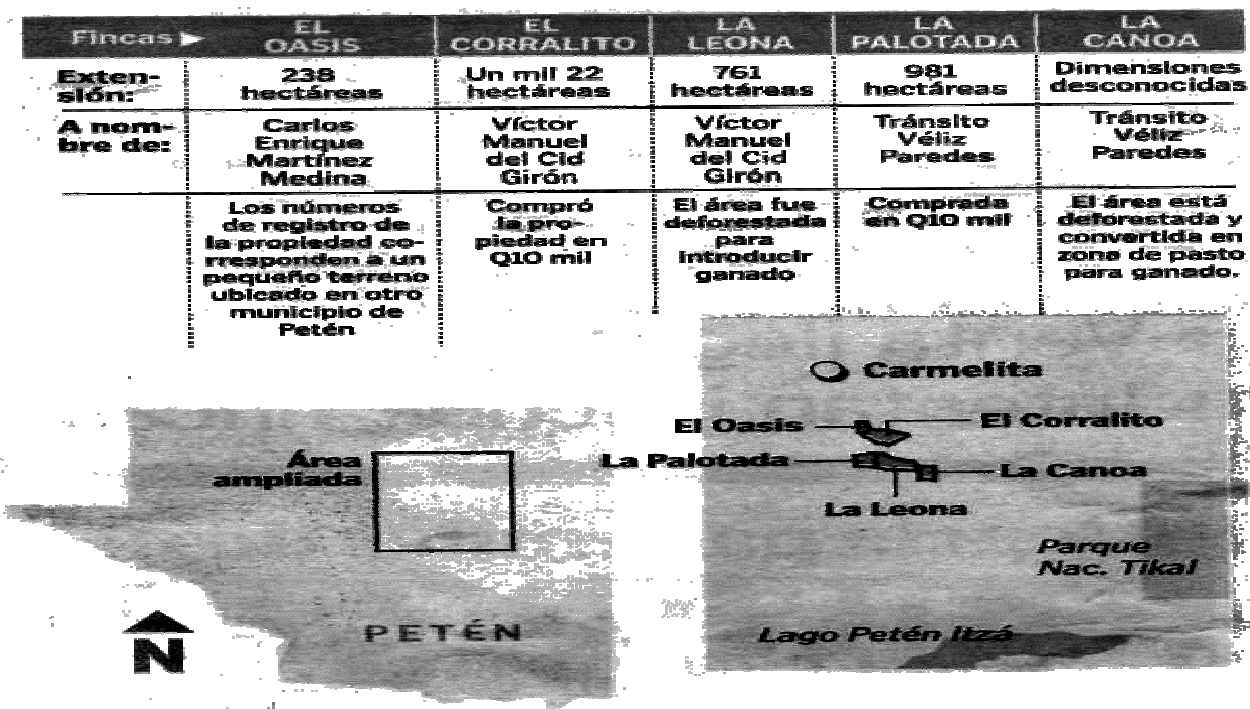 Fincas
EL
OASIS
EL
CORRALITO
LA
LEONA
LA
PALOTADA
LA
CANOA
Exten-
sión:
238
hectáreas
Un mil 22
hectáreas
761
hectáreas
981
hectáreas
Dimensiones
desconocidas
A nom-
bre de:
Carlos
Enrique
Martínez
Medina
Víctor
Manuel
del Cid
Girón
Víctor
Manuel
del Cid
Girón
Tránsito
Véliz
Paredes
Tránsito
Véliz
Paredes
Los números
de registro de
la propiedad co-
rresponden a un
pequeño terreno
ubicado en otro
municipio de
Petén
Compró
la pro-
piedad en
Q10 mil
El área fue
deforestada
para
introducir
ganado
Comprada
en Q10 mil
El área está
deforestada y
convertida en
zona de pasto
para ganado.
Carmelita
El Oasis
El Corralito
La Palotada
La Canoa
La Leona
Parque
Nac. Tikal
Lago Petén Itzá
Área
ampliada
PETÉN
N